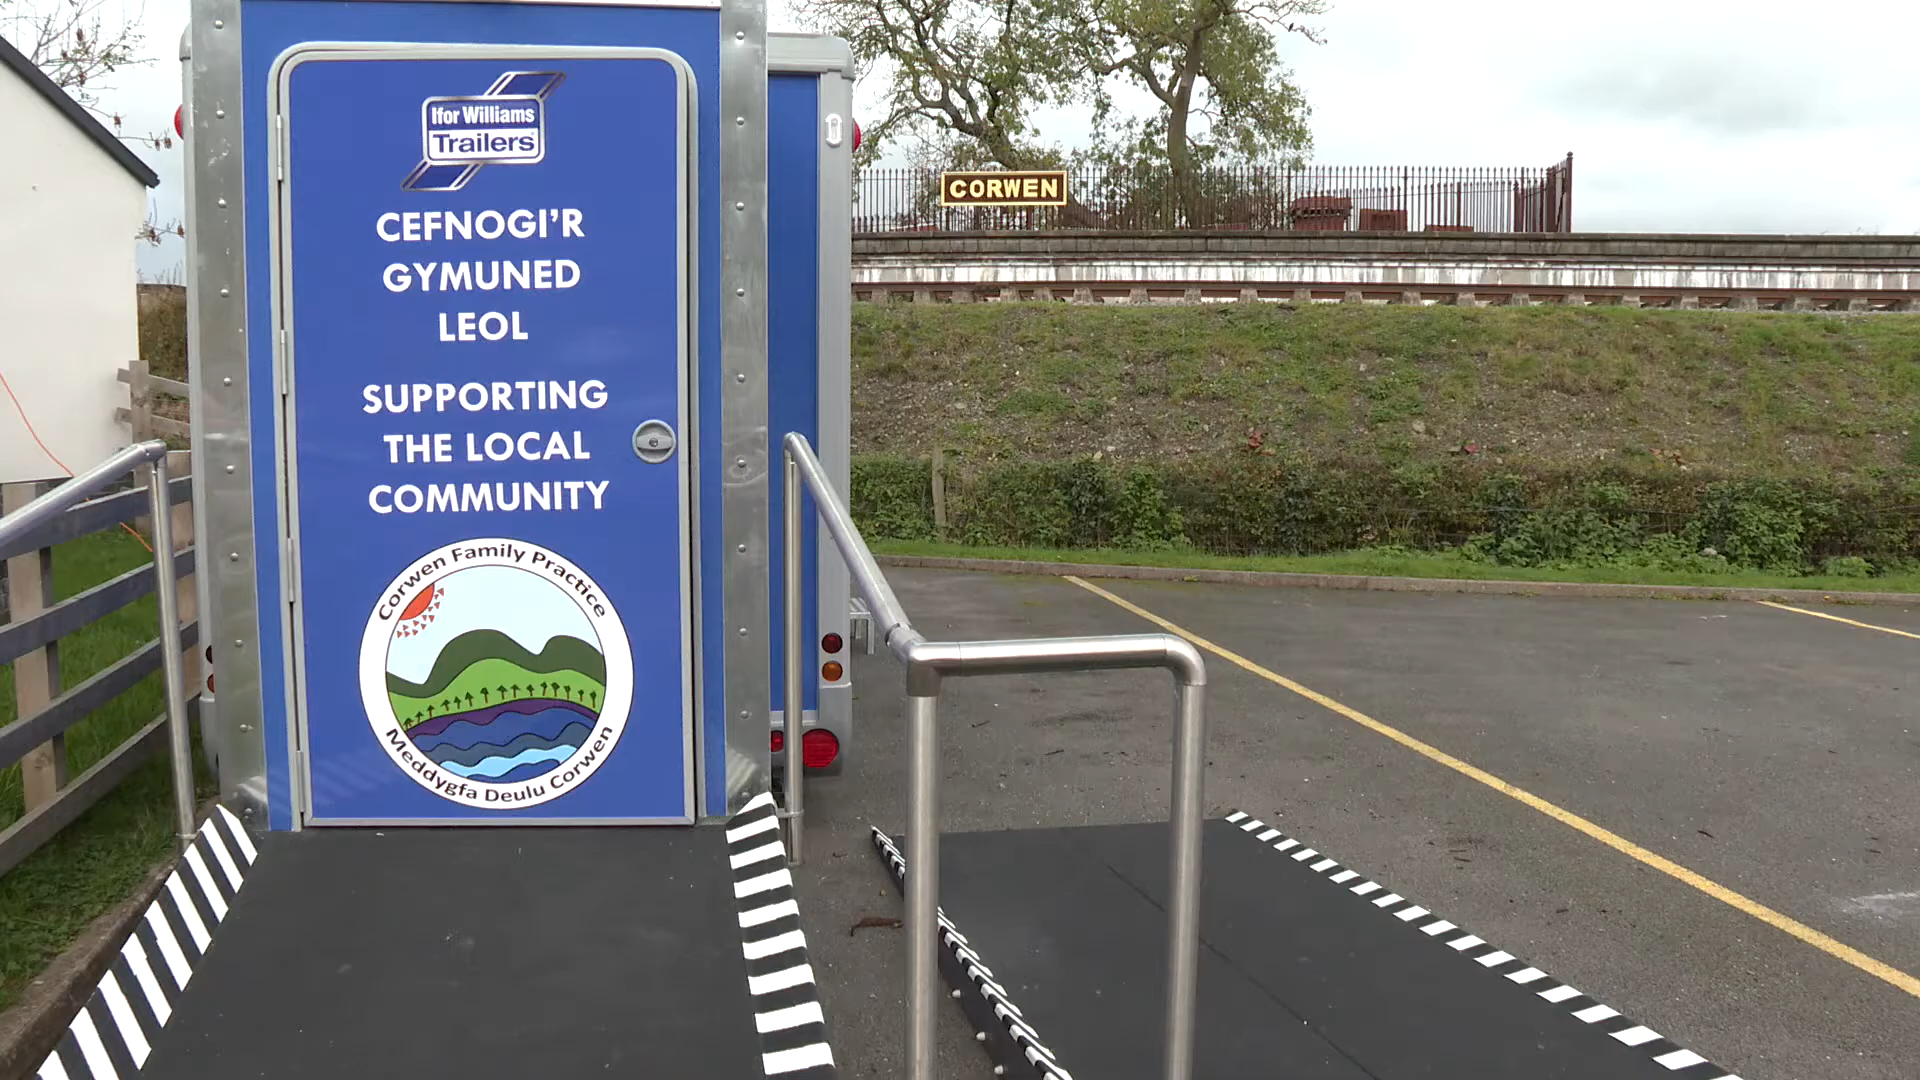 Ifor Williams
Trailers
CEFNOGI'R
GYMUNED
LEOL
SUPPORTING
THE LOCAL
COMMUNITY
Corwen Family Practice
Meddygfa Deulu Corwen
CORWEN